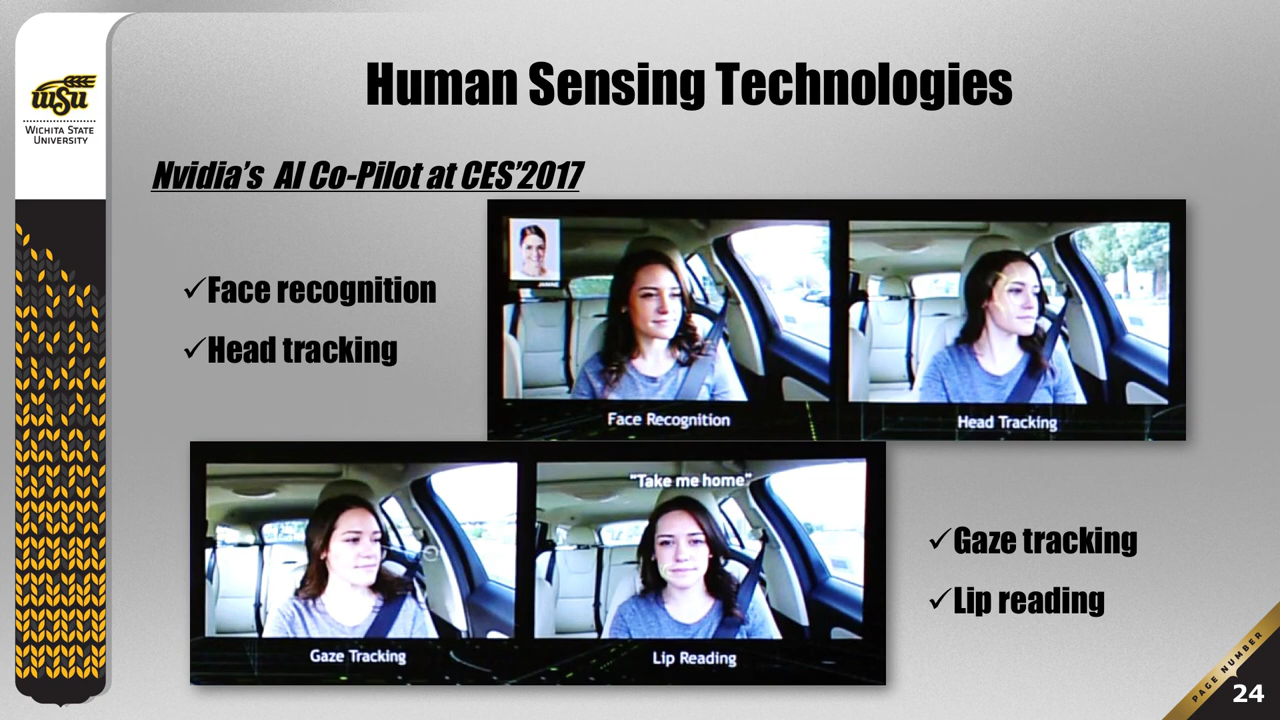 WSU
WICHITA STATE
UNIVERSITY
Human Sensing Technologies
Nvidia's AI Co-Pilot at CES'2017
✓Face recognition
✓Head tracking
Face Recognition
Head Tracking
"Take me home"
Gaze Tracking
Lip Reading
✓Gaze tracking
✓Lip reading
PAGE NUMBER
24